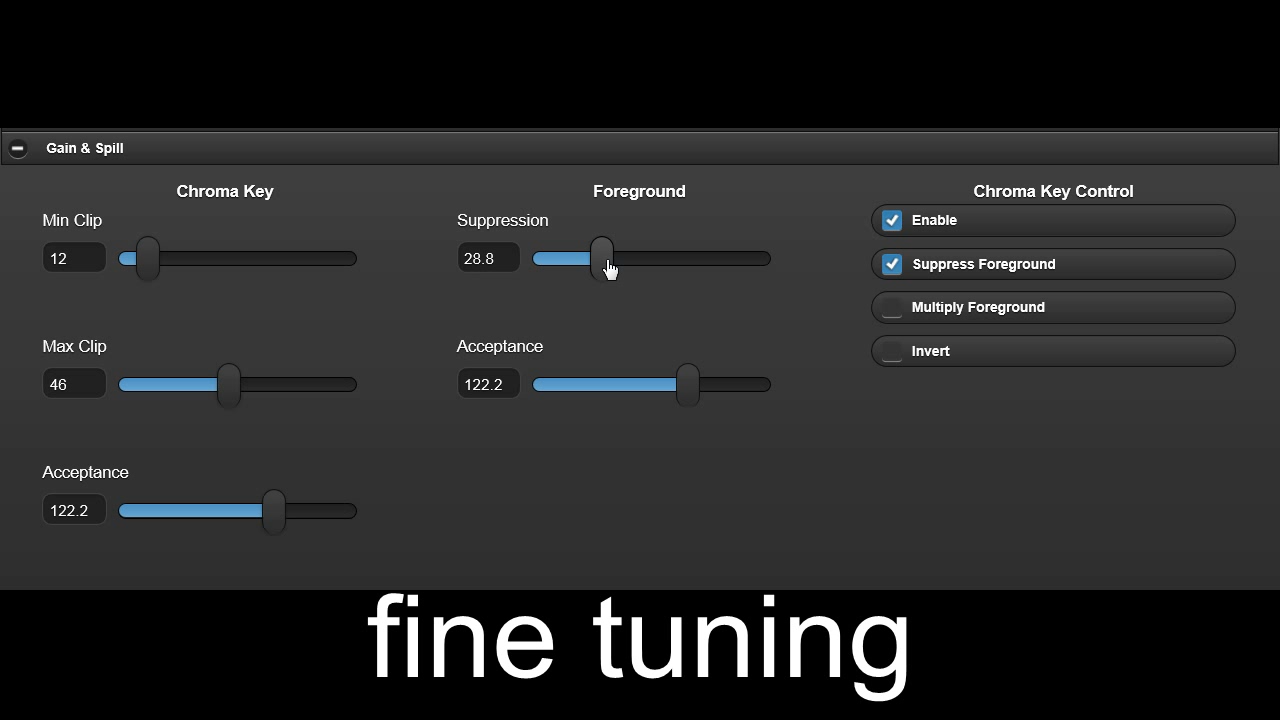 Gain & Spill
Chroma Key
Min Clip
12
Max Clip
46
Acceptance
122.2
Foreground
Suppression
28.8
Acceptance
122.2
Chroma Key Control
Enable
Suppress Foreground
Multiply Foreground
Invert
fine tuning